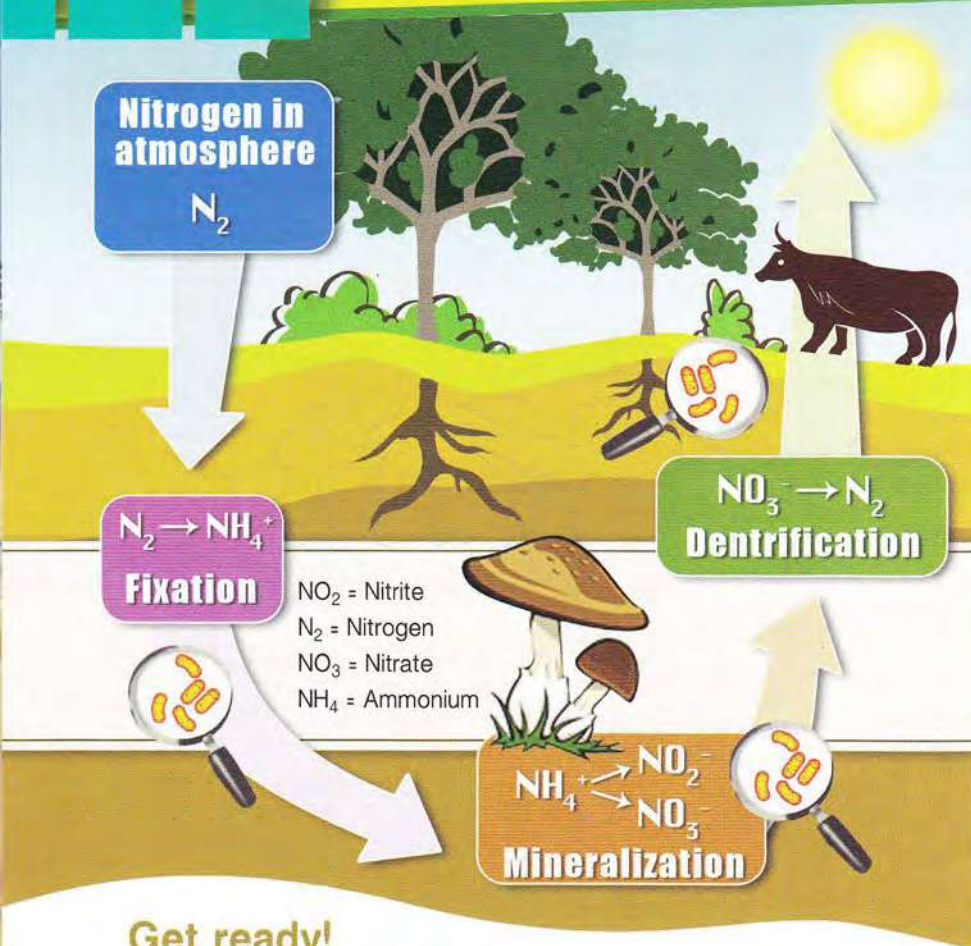 Nitrogen in
atmosphere
N₂
N₂ → NH₄⁺
Fixation
NO₂ = Nitrite
N₂ = Nitrogen
NO₃ = Nitrate
NH₄ = Ammonium
NH₄⁺ → NO₂⁻
→ NO₃⁻
Mineralization
NO₃⁻ → N₂
Dentrification
Get ready!